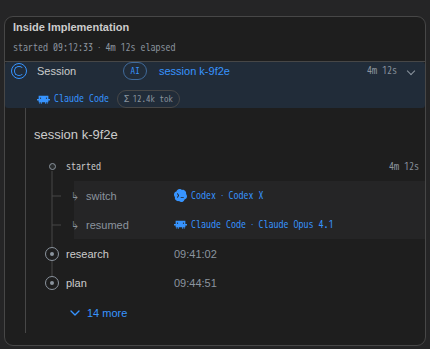 Inside Implementation
started 09:12:33 · 4m 12s elapsed
Session AI session k-9f2e 4m 12s
Claude Code Σ 12.4k tok
session k-9f2e
started 4m 12s
↳ switch Codex · Codex X
↳ resumed Claude Code · Claude Opus 4.1
research 09:41:02
plan 09:44:51
14 more